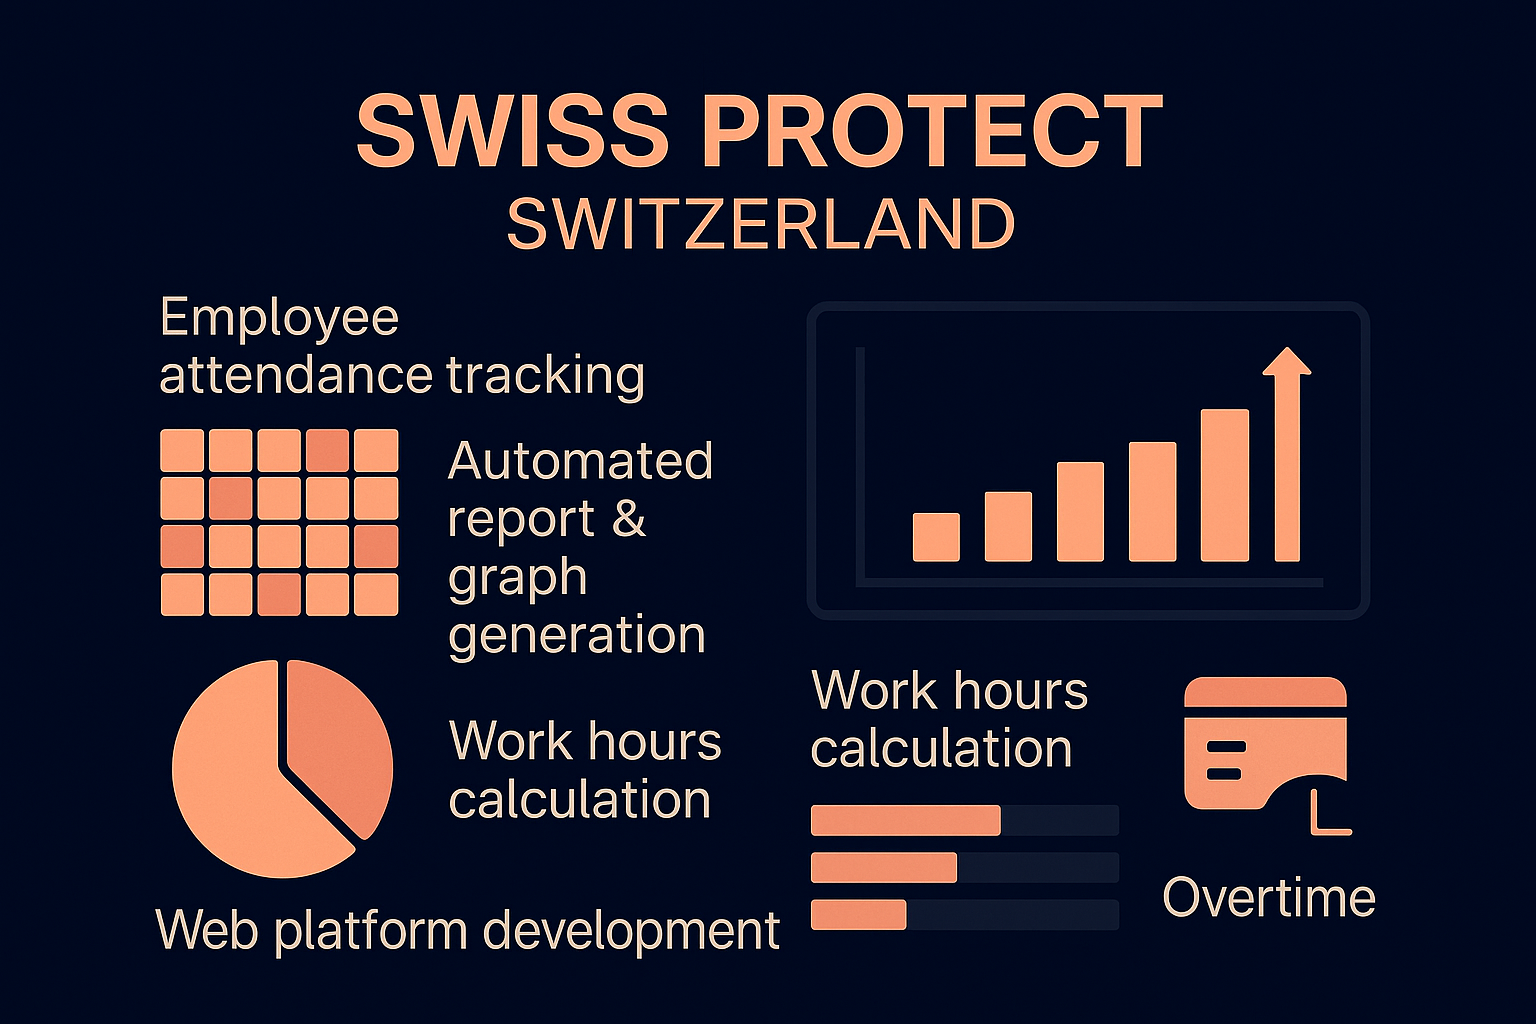 SWISS PROTECT
SWITZERLAND
Employee
attendance tracking
Automated
report &
graph
generation
Work hours
calculation
Web platform development
Work hours
calculation
Overtime